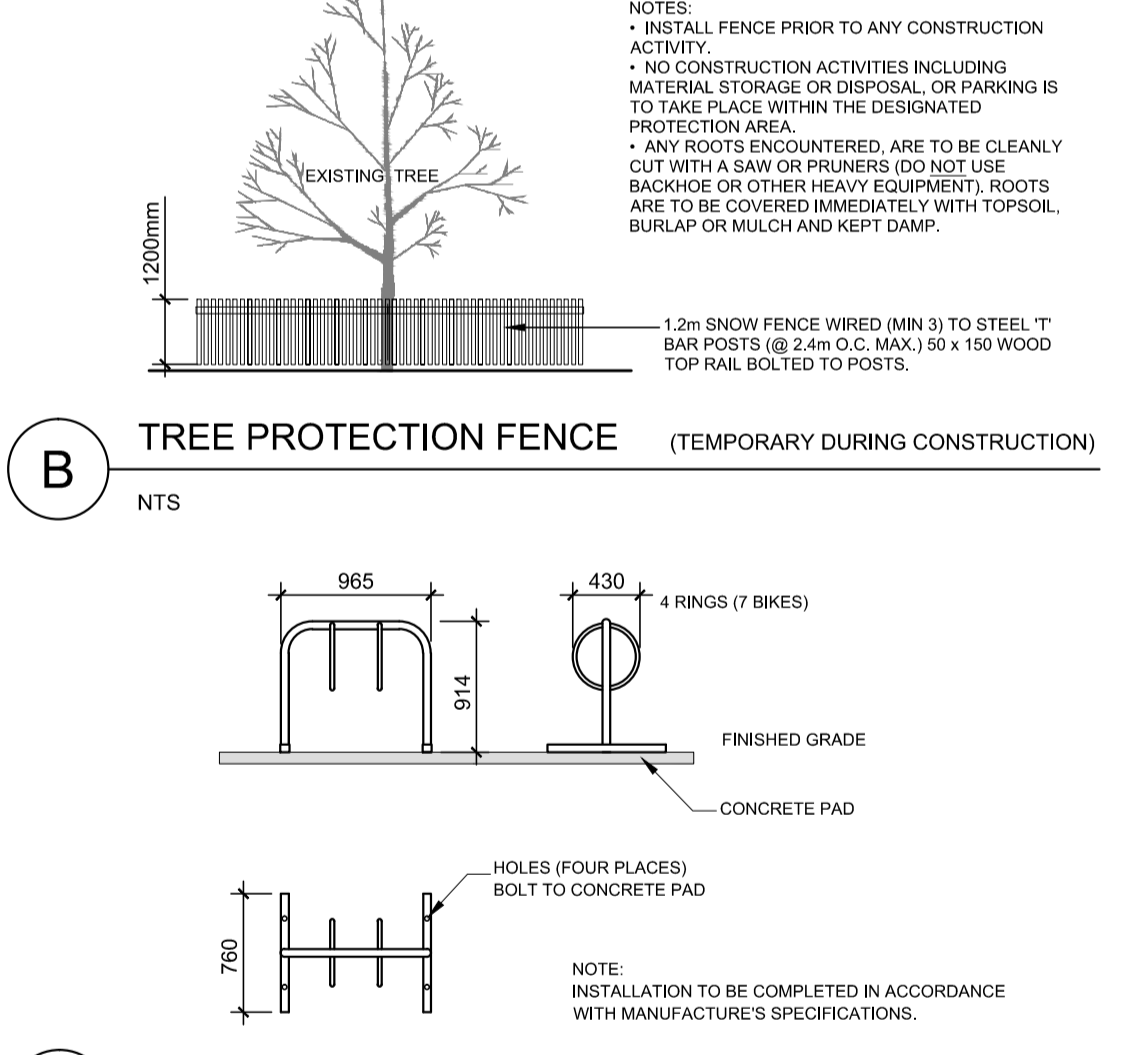 NOTES:
• INSTALL FENCE PRIOR TO ANY CONSTRUCTION
ACTIVITY.
• NO CONSTRUCTION ACTIVITIES INCLUDING
MATERIAL STORAGE OR DISPOSAL, OR PARKING IS
TO TAKE PLACE WITHIN THE DESIGNATED
PROTECTION AREA.
• ANY ROOTS ENCOUNTERED, ARE TO BE CLEANLY
CUT WITH A SAW OR PRUNERS (DO NOT USE
BACKHOE OR OTHER HEAVY EQUIPMENT). ROOTS
ARE TO BE COVERED IMMEDIATELY WITH TOPSOIL,
BURLAP OR MULCH AND KEPT DAMP.
EXISTING TREE
1200mm
1.2m SNOW FENCE WIRED (MIN 3) TO STEEL 'T'
BAR POSTS (@ 2.4m O.C. MAX.) 50 x 150 WOOD
TOP RAIL BOLTED TO POSTS.
B
TREE PROTECTION FENCE (TEMPORARY DURING CONSTRUCTION)
NTS
965
430
4 RINGS (7 BIKES)
914
FINISHED GRADE
CONCRETE PAD
HOLES (FOUR PLACES)
BOLT TO CONCRETE PAD
760
NOTE:
INSTALLATION TO BE COMPLETED IN ACCORDANCE
WITH MANUFACTURE'S SPECIFICATIONS.